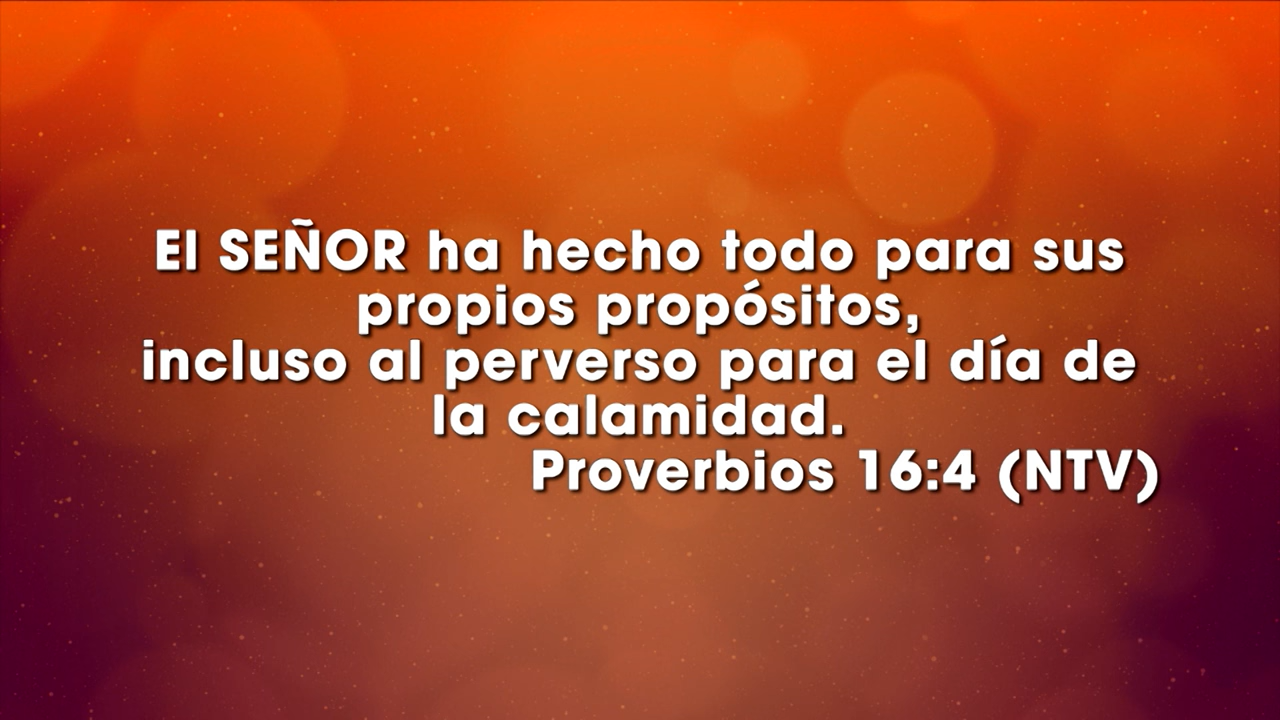 El SEÑOR ha hecho todo para sus
propios propósitos,
incluso al perverso para el día de
la calamidad.
Proverbios 16:4 (NTV)